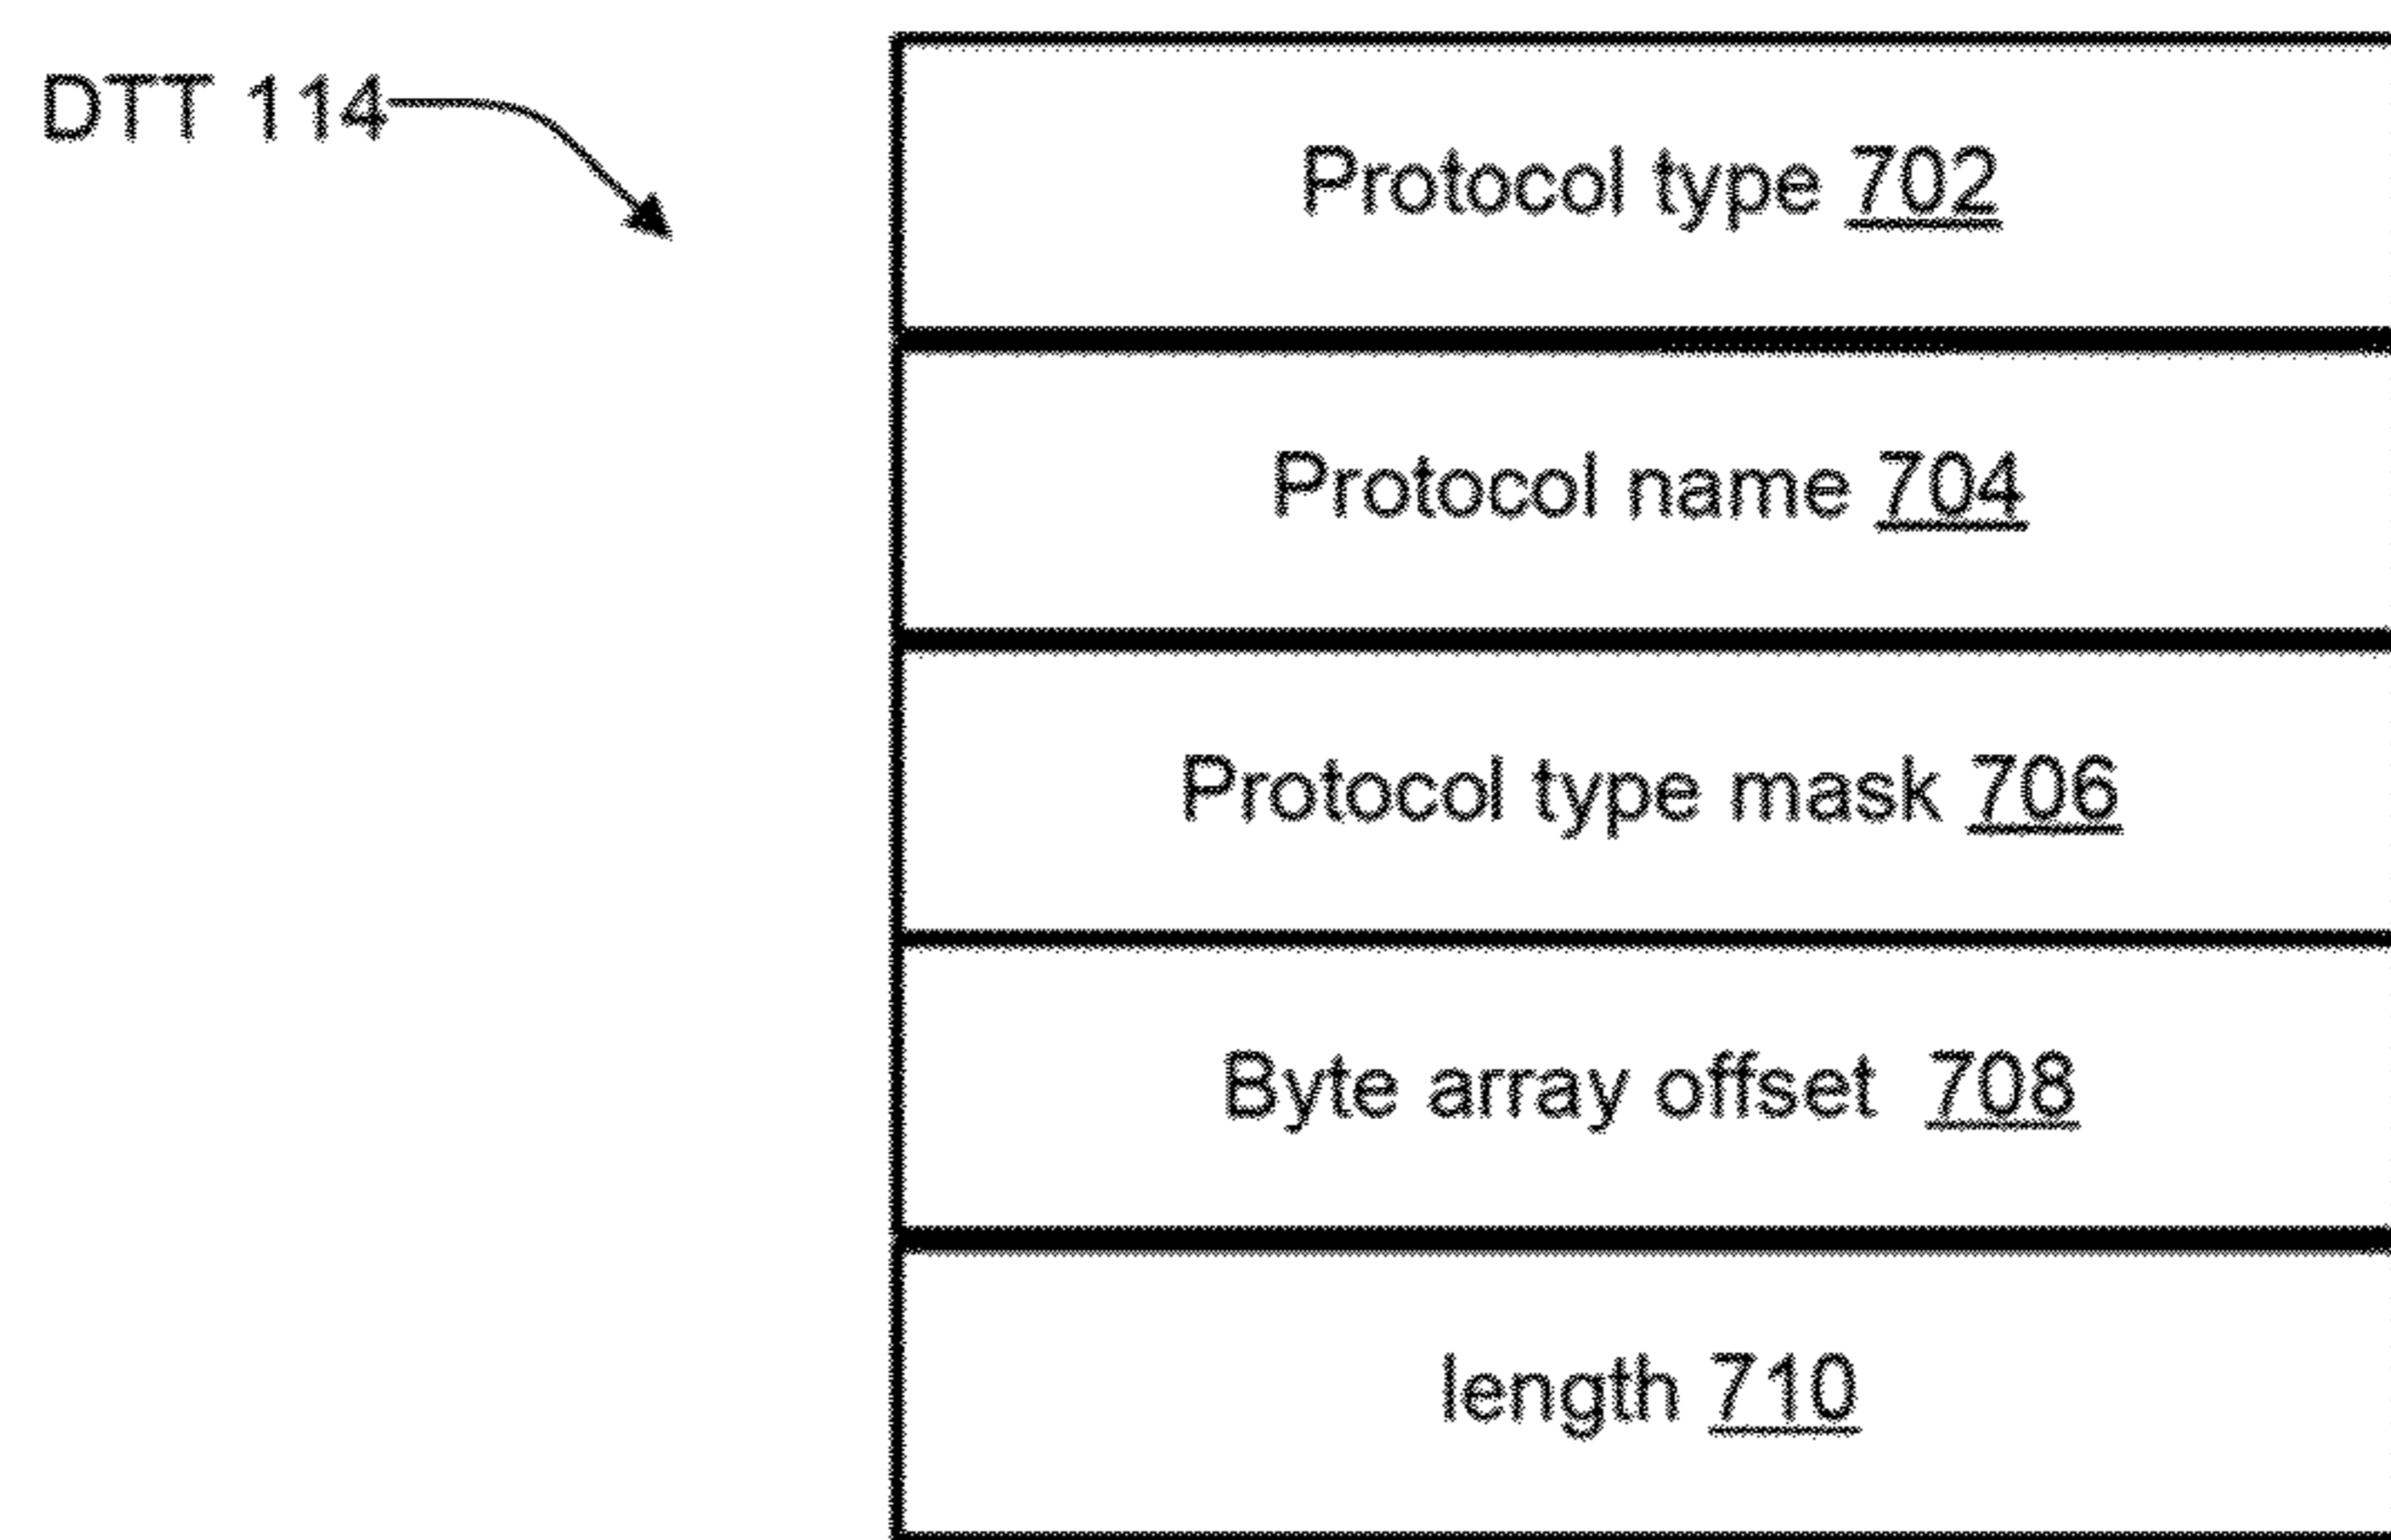 DTT 114
Protocol type 702
Protocol name 704
Protocol type mask 706
Byte array offset 708
length 710